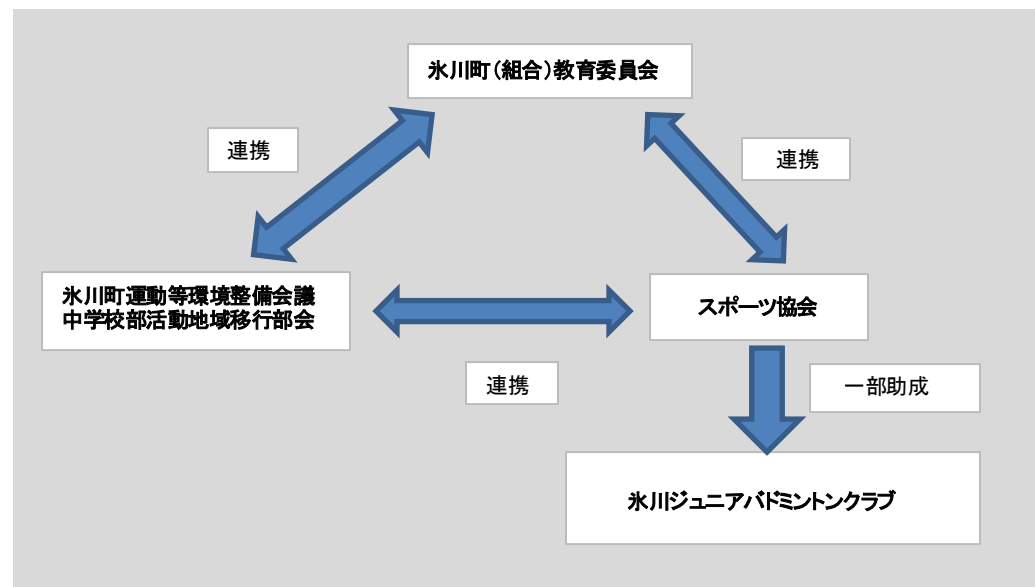 氷川町（組合）教育委員会
連携
連携
氷川町運動等環境整備会議
中学校部活動地域移行部会
スポーツ協会
連携
一部助成
氷川ジュニアバドミントンクラブ